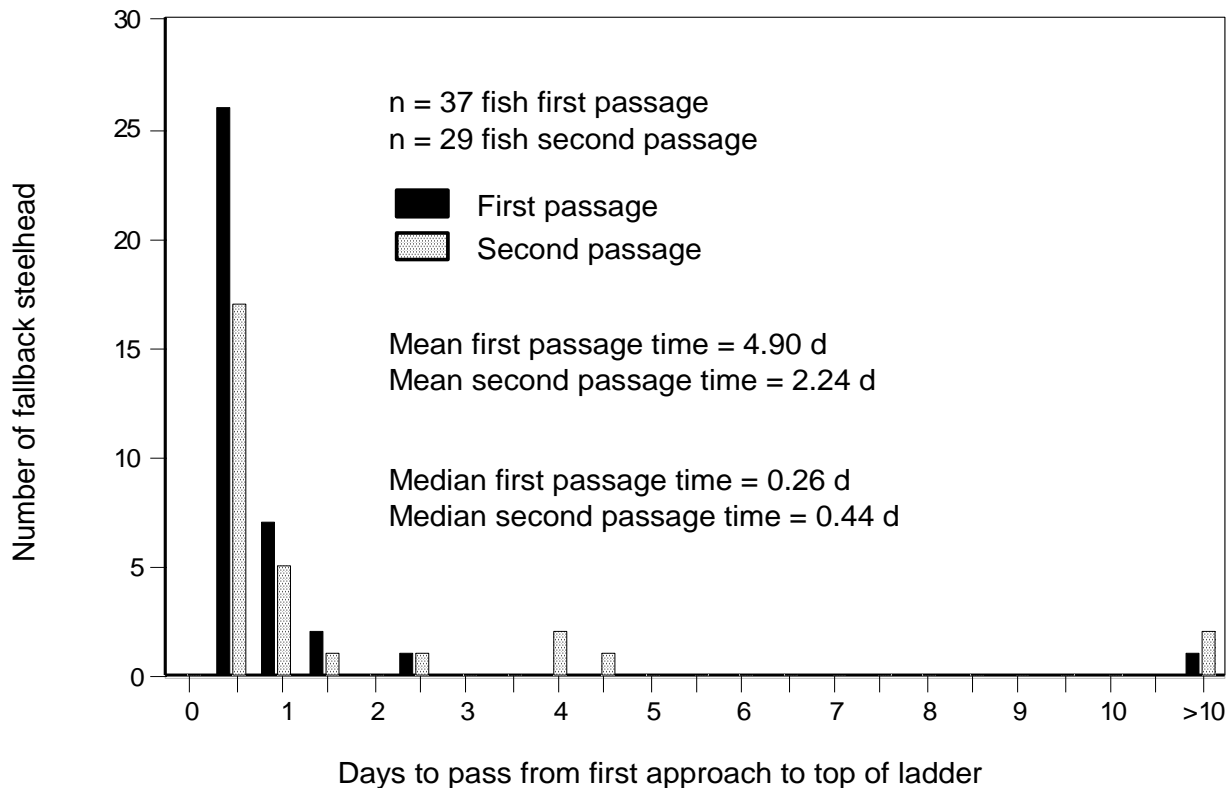 30
25
20
15
10
5
0
Number of fallback steelhead
n = 37 fish first passage
n = 29 fish second passage
First passage
Second passage
Mean first passage time = 4.90 d
Mean second passage time = 2.24 d
Median first passage time = 0.26 d
Median second passage time = 0.44 d
0 1 2 3 4 5 6 7 8 9 10 >10
Days to pass from first approach to top of ladder